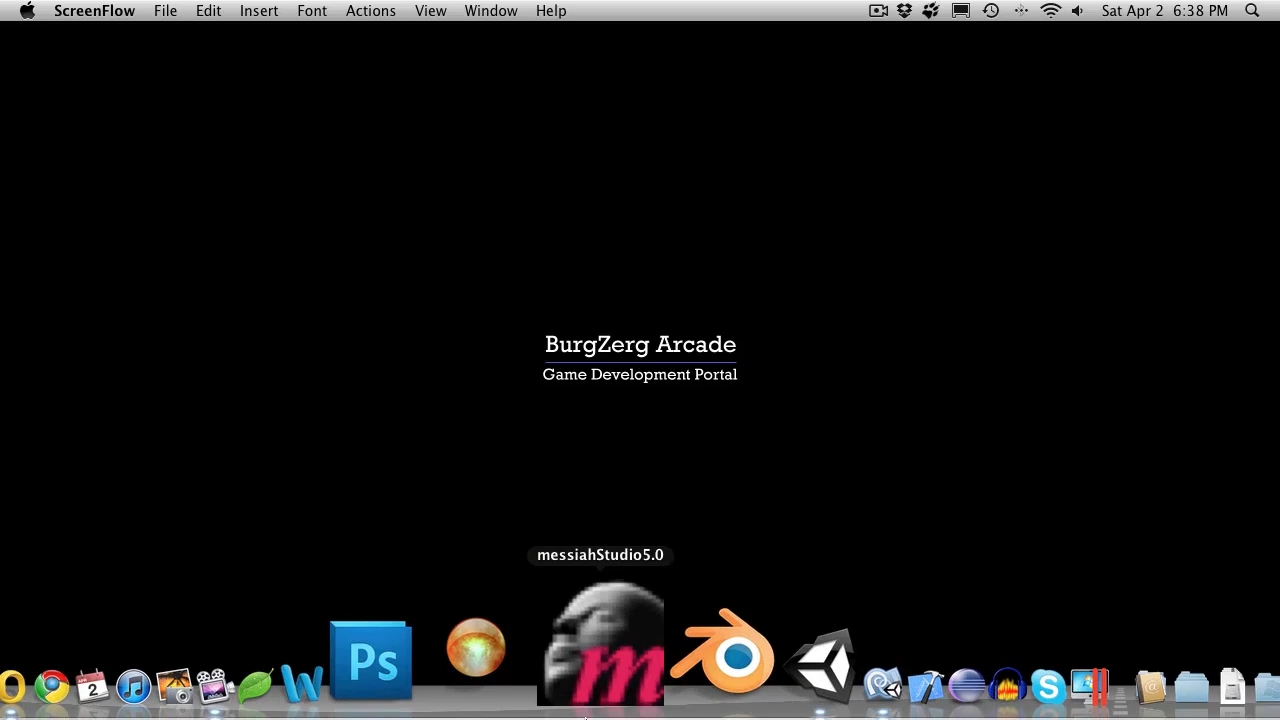 ScreenFlow File Edit Insert Font Actions View Window Help Sat Apr 2 6:38 PM
BurgZerg Arcade
Game Development Portal
messiahStudio5.0
Ps
m
W
2